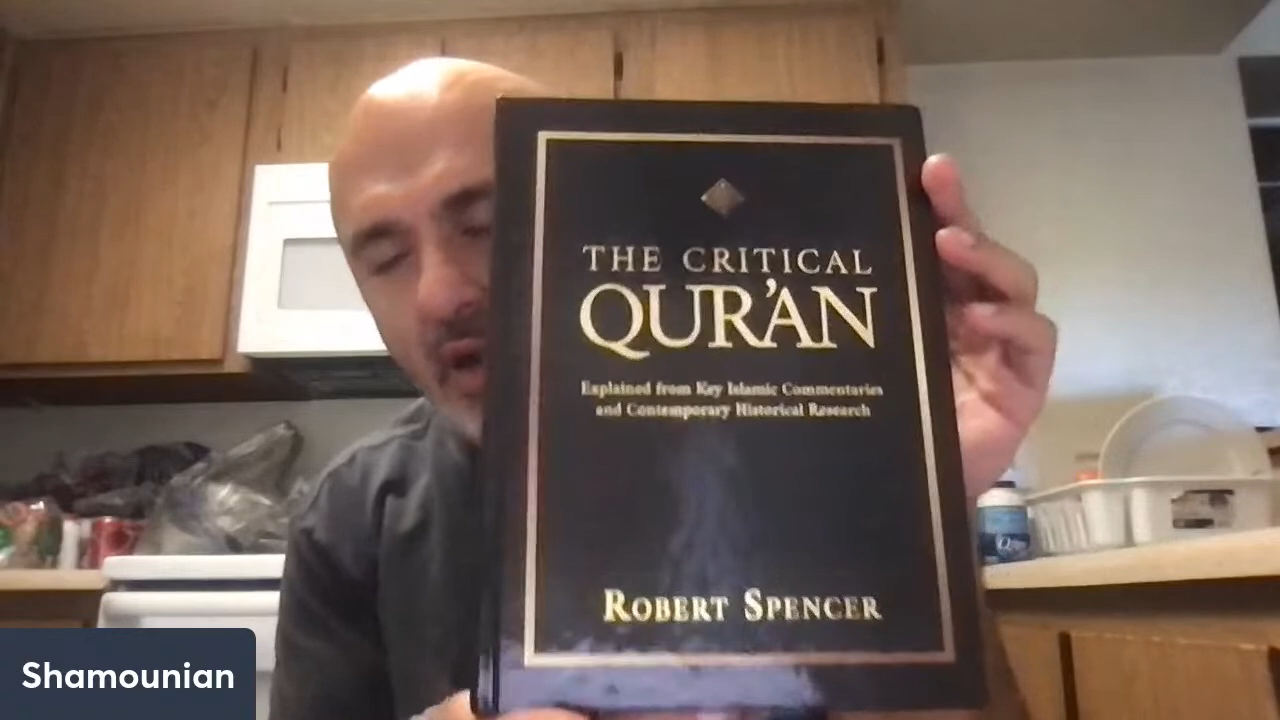 THE CRITICAL
QUR'AN
Explained from Key Islamic Commentaries
and Contemporary Historical Research
ROBERT SPENCER
Shamounian